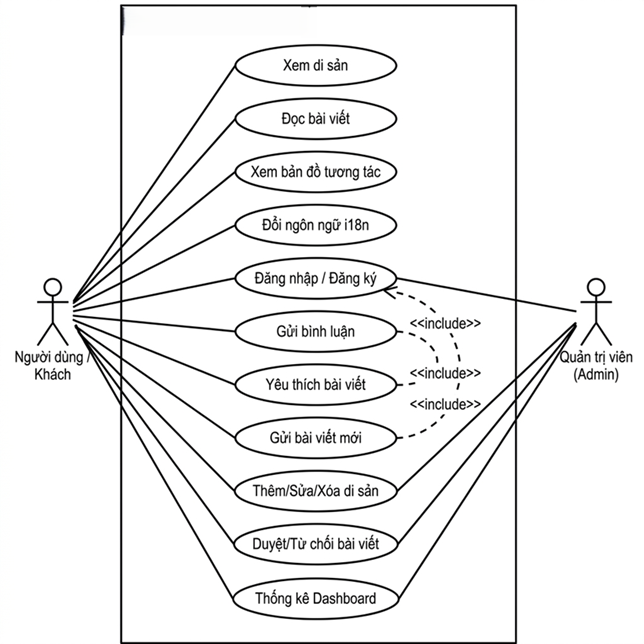 Xem di sản
Đọc bài viết
Xem bản đồ tương tác
Đổi ngôn ngữ i18n
Đăng nhập / Đăng ký
<<include>>
Gửi bình luận
Người dùng /
Khách
Quản trị viên
(Admin)
<<include>>
Yêu thích bài viết
<<include>>
Gửi bài viết mới
Thêm/Sửa/Xóa di sản
Duyệt/Từ chối bài viết
Thống kê Dashboard